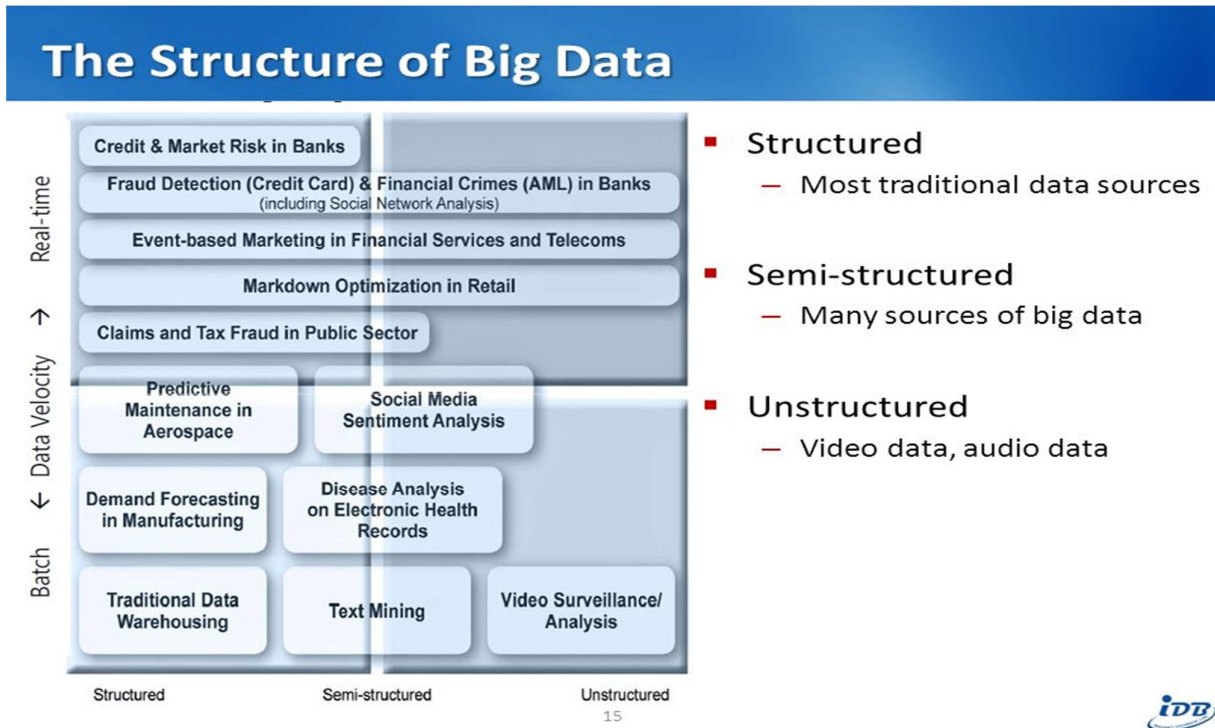 The Structure of Big Data
Credit & Market Risk in Banks
Fraud Detection (Credit Card) & Financial Crimes (AML) in Banks
(including Social Network Analysis)
Event-based Marketing in Financial Services and Telecoms
Markdown Optimization in Retail
Claims and Tax Fraud in Public Sector
Predictive
Maintenance in
Aerospace
Social Media
Sentiment Analysis
Demand Forecasting
in Manufacturing
Disease Analysis
on Electronic Health
Records
Traditional Data
Warehousing
Text Mining
Video Surveillance/
Analysis
Batch ← Data Velocity → Real-time
Structured
Semi-structured
Unstructured
▪ Structured
– Most traditional data sources
▪ Semi-structured
– Many sources of big data
▪ Unstructured
– Video data, audio data
15
iDB